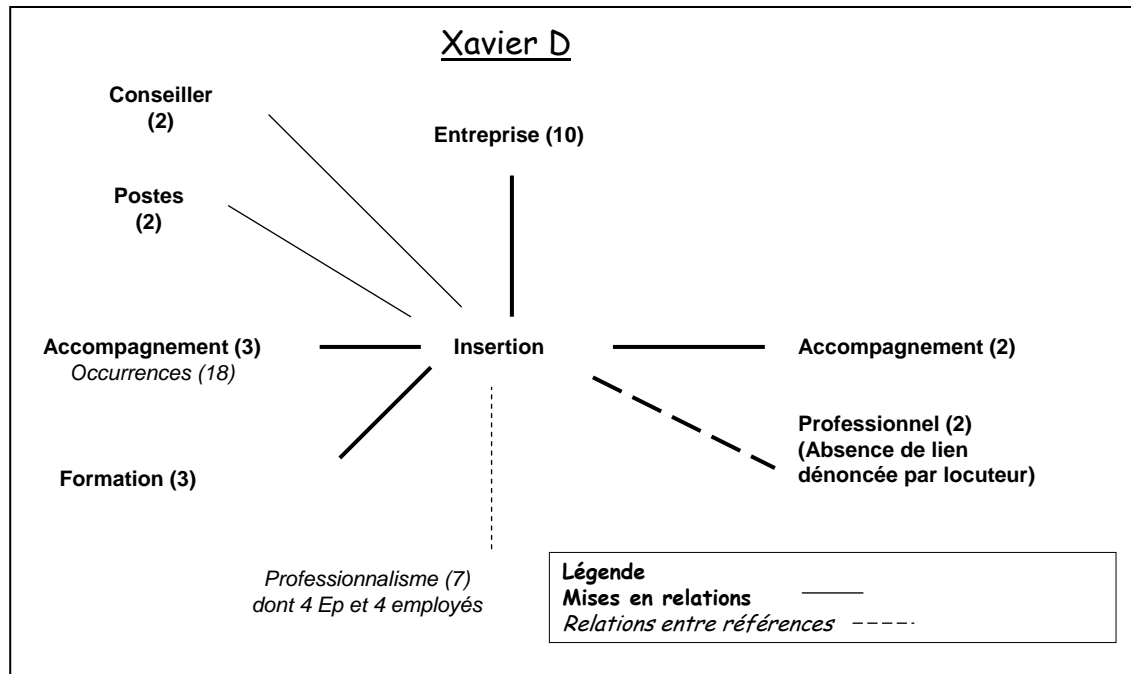 Xavier D
Conseiller
(2)
Entreprise (10)
Postes
(2)
Accompagnement (3)
Occurrences (18)
Insertion
Accompagnement (2)
Professionnel (2)
(Absence de lien
dénoncée par locuteur)
Formation (3)
Professionnalisme (7)
dont 4 Ep et 4 employés
Légende
Mises en relations
Relations entre références